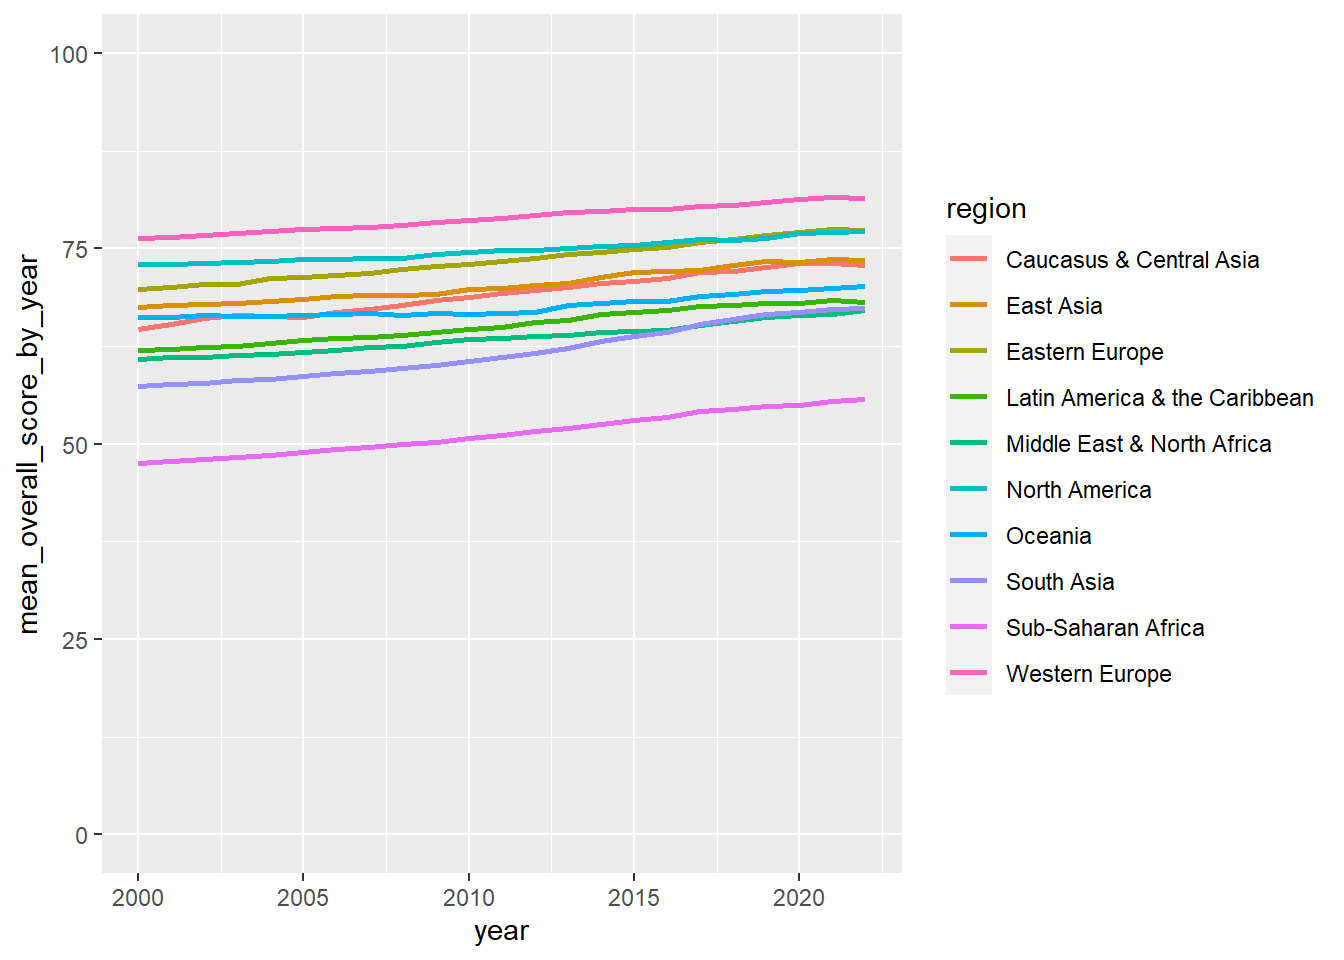 100
75
50
25
0
mean_overall_score_by_year
2000
2005
2010
2015
2020
year
region
Caucasus & Central Asia
East Asia
Eastern Europe
Latin America & the Caribbean
Middle East & North Africa
North America
Oceania
South Asia
Sub-Saharan Africa
Western Europe